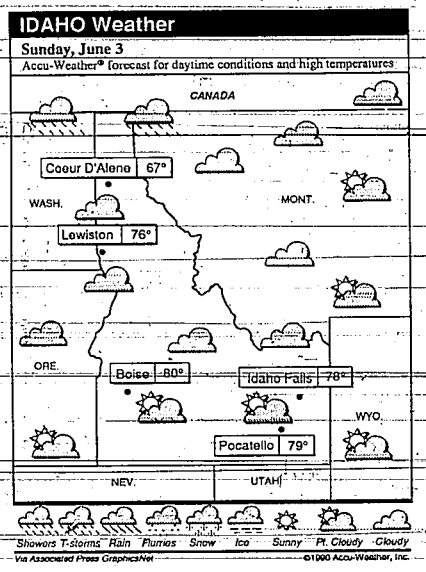 IDAHO Weather
Sunday, June 3
Accu-Weather® forecast for daytime conditions and high temperatures
CANADA
Coeur D'Alene 67°
WASH.
MONT.
Lewiston 76°
ORE.
Boise 80°
Idaho Falls 78°
WYO.
Pocatello 79°
NEV.
UTAH
Showers T-storms Rain Flurries Snow Ice Sunny Pt. Cloudy Cloudy
Via Associated Press GraphicsNet
©1990 Accu-Weather, Inc.